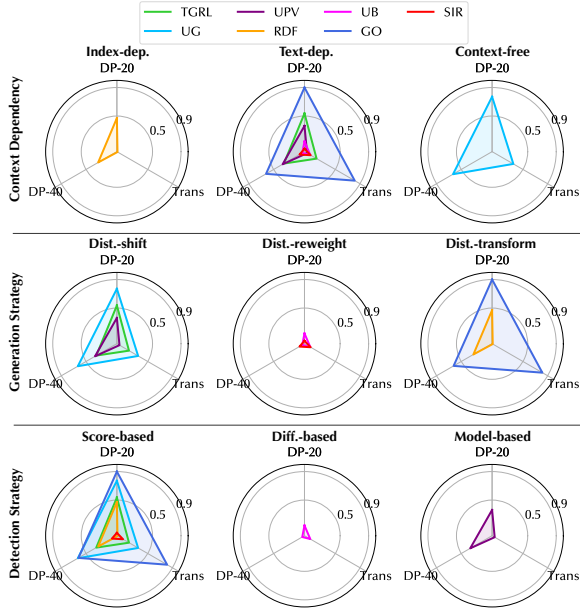 TGRL UPV UB SIR
UG RDF GO
Index-dep. Text-dep. Context-free
DP-20 DP-20 DP-20
0.9 0.9 0.9
0.5 0.5 0.5
DP-40 Trans DP-40 Trans DP-40 Trans
Context Dependency
Dist.-shift Dist.-reweight Dist.-transform
DP-20 DP-20 DP-20
0.9 0.9 0.9
0.5 0.5 0.5
DP-40 Trans DP-40 Trans DP-40 Trans
Generation Strategy
Score-based Diff.-based Model-based
DP-20 DP-20 DP-20
0.9 0.9 0.9
0.5 0.5 0.5
DP-40 Trans DP-40 Trans DP-40 Trans
Detection Strategy